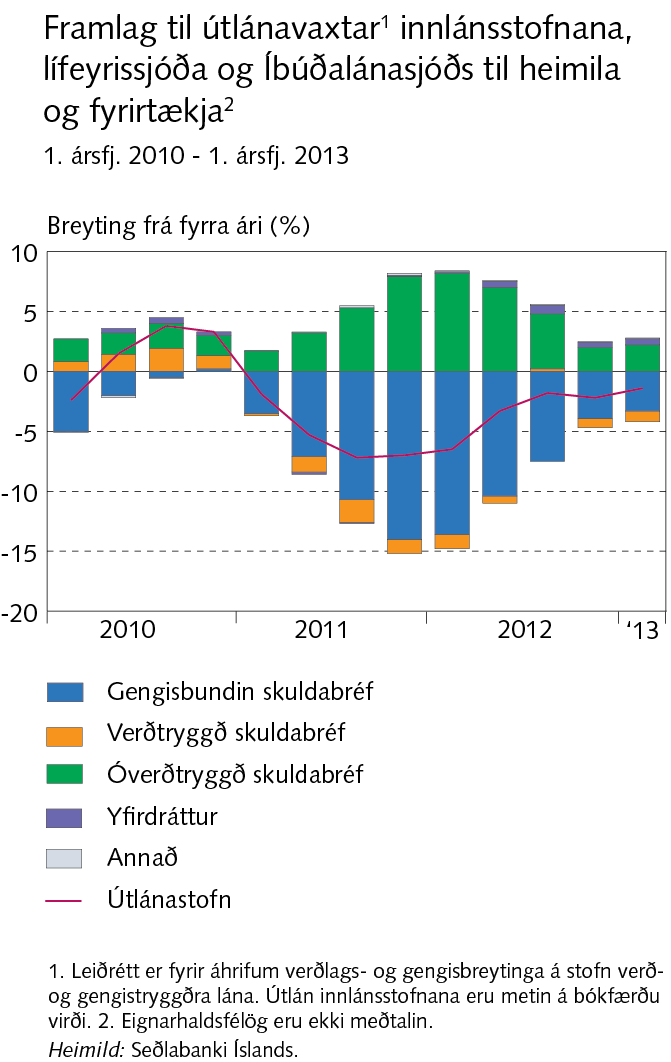 Framlag til útlánavaxtar¹ innlánsstofnana,
lífeyrissjóða og Íbúðalánasjóðs til heimila
og fyrirtækja²
1. ársfj. 2010 - 1. ársfj. 2013
Breyting frá fyrra ári (%)
10
5
0
-5
-10
-15
-20
2010 2011 2012 ‘13
Gengisbundin skuldabréf
Verðtryggð skuldabréf
Óverðtryggð skuldabréf
Yfirdráttur
Annað
Útlánastofn
1. Leiðrétt er fyrir áhrifum verðlags- og gengisbreytinga á stofn verð-
og gengistryggðra lána. Útlán innlánsstofnana eru metin á bókfærðu
virði. 2. Eignarhaldsfélög eru ekki meðtalin.
Heimild: Seðlabanki Íslands.